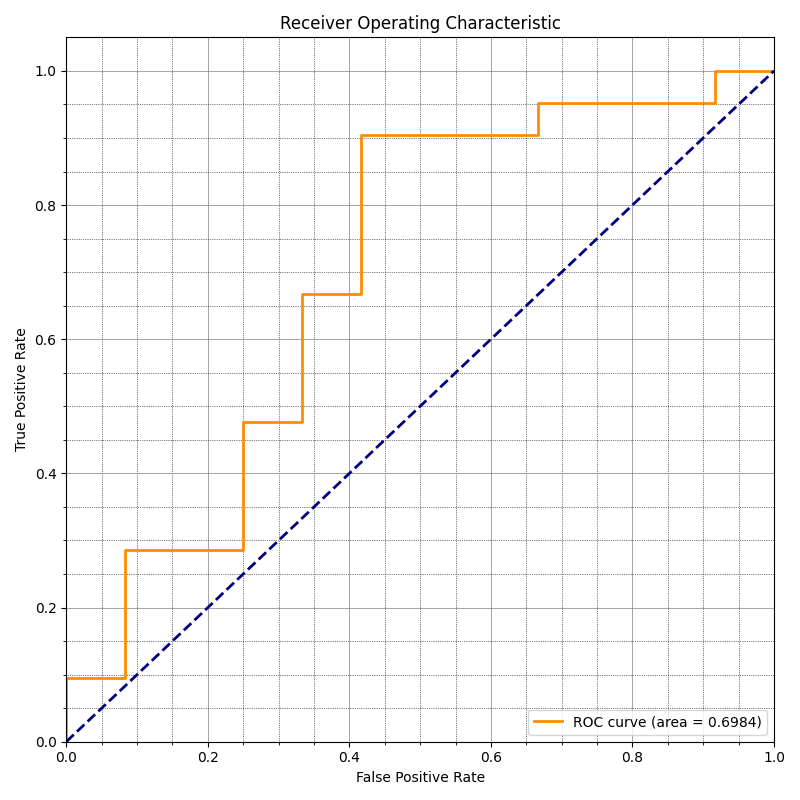 Receiver Operating Characteristic
True Positive Rate
1.0
0.8
0.6
0.4
0.2
0.0
ROC curve (area = 0.6984)
0.0 0.2 0.4 0.6 0.8 1.0
False Positive Rate